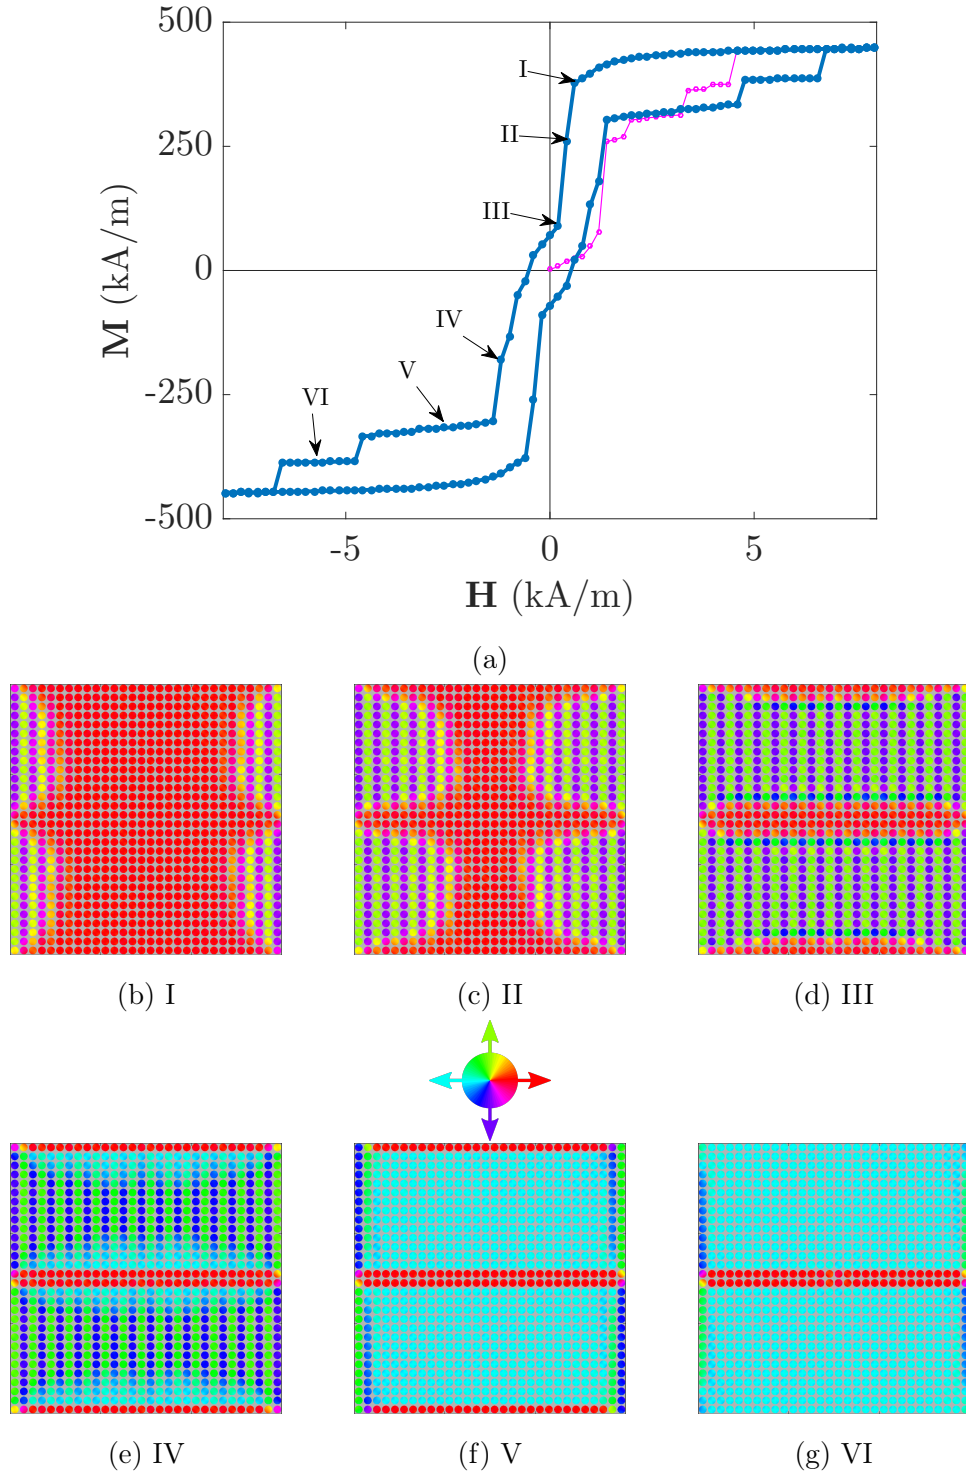 500
250
0
-250
-500
M (kA/m)
I
II
III
IV
V
VI
-5
0
5
H (kA/m)
(a)
(b) I
(c) II
(d) III
(e) IV
(f) V
(g) VI